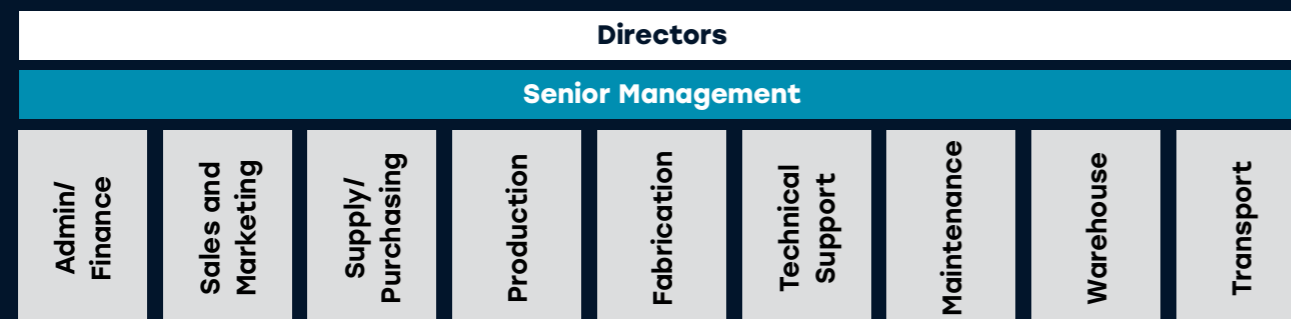 Directors
Senior Management
Admin/
Finance
Sales and
Marketing
Supply/
Purchasing
Production
Fabrication
Technical
Support
Maintenance
Warehouse
Transport